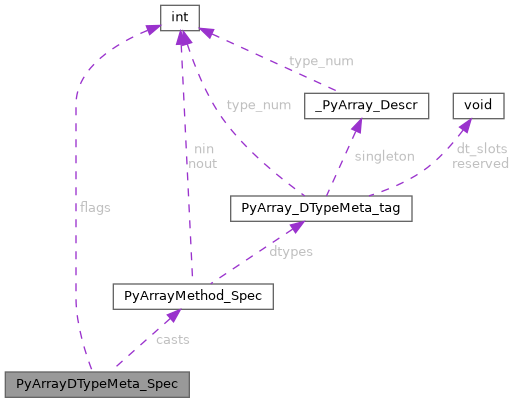 int
type_num
_PyArray_Descr
void
type_num
nin
nout
singleton
dt_slots
reserved
flags
PyArray_DTypeMeta_tag
dtypes
PyArrayMethod_Spec
casts
PyArrayDTypeMeta_Spec